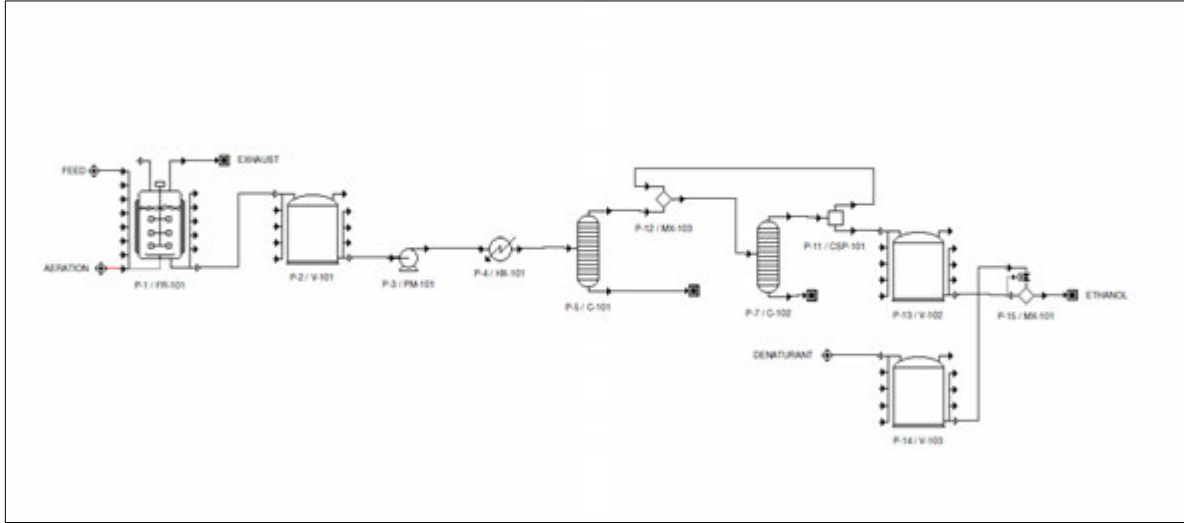 FEED
EXHAUST
AERATION
P-1 / FR-101
P-2 / V-101
P-3 / PM-101
P-4 / HX-101
P-5 / C-101
P-12 / MX-103
P-7 / C-102
P-11 / CSP-101
P-13 / V-102
P-15 / MX-101
ETHANOL
DENATURANT
P-14 / V-103